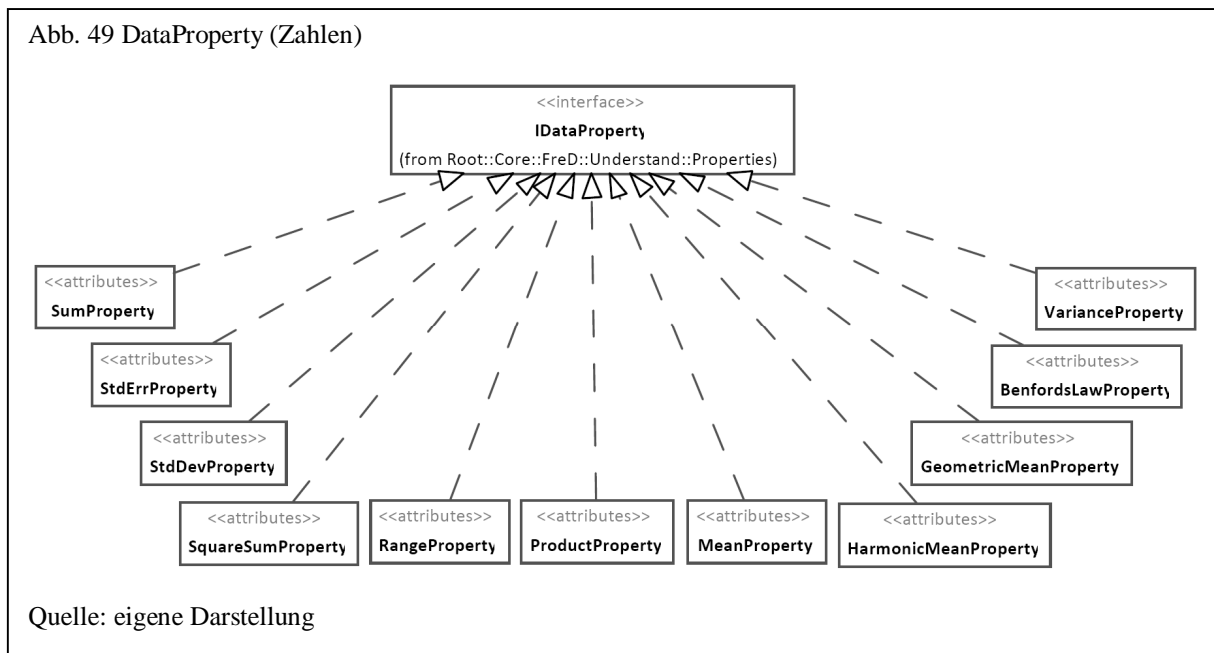 Abb. 49 DataProperty (Zahlen)
<<interface>>
IDataProperty
(from Root::Core::FreD::Understand::Properties)
<<attributes>>
SumProperty
<<attributes>>
StdErrProperty
<<attributes>>
StdDevProperty
<<attributes>>
SquareSumProperty
<<attributes>>
RangeProperty
<<attributes>>
ProductProperty
<<attributes>>
MeanProperty
<<attributes>>
HarmonicMeanProperty
<<attributes>>
GeometricMeanProperty
<<attributes>>
BenfordsLawProperty
<<attributes>>
VarianceProperty
Quelle: eigene Darstellung